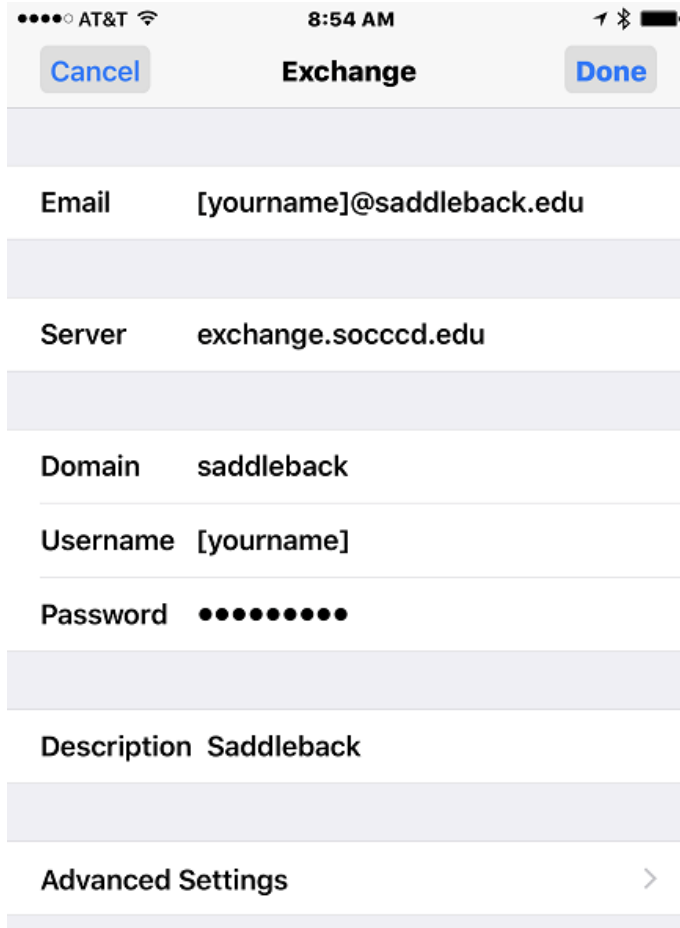 AT&T 8:54 AM
Cancel Exchange Done
Email [yourname]@saddleback.edu
Server exchange.socccd.edu
Domain saddleback
Username [yourname]
Password •••••••••
Description Saddleback
Advanced Settings